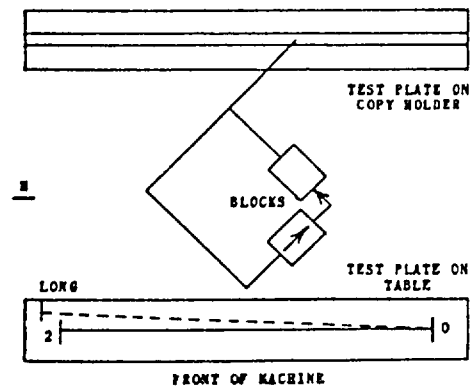 TEST PLATE ON
COPY HOLDER
BLOCKS
TEST PLATE ON
TABLE
LONG
2
0
FRONT OF MACHINE